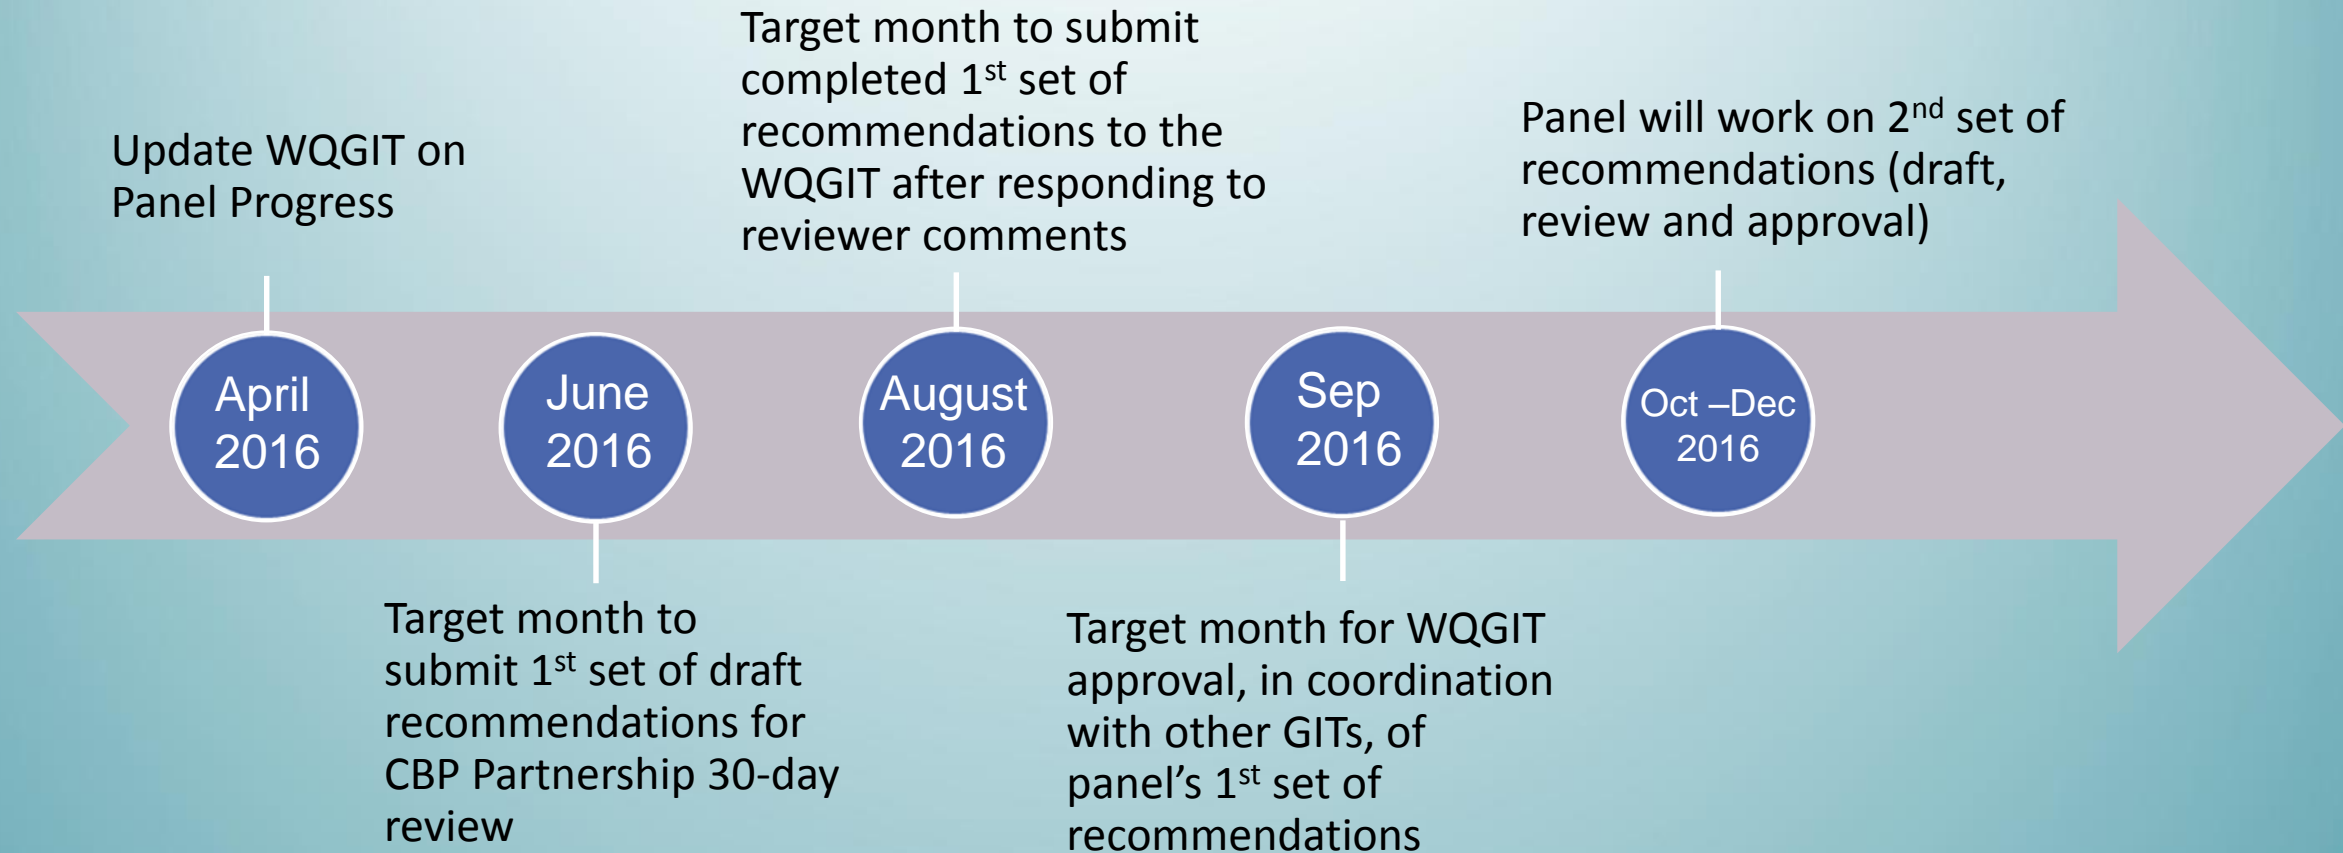 Update WQGIT on
Panel Progress
Target month to submit
completed 1st set of
recommendations to the
WQGIT after responding to
reviewer comments
Panel will work on 2nd set of
recommendations (draft,
review and approval)
April
2016
June
2016
August
2016
Sep
2016
Oct –Dec
2016
Target month to
submit 1st set of draft
recommendations for
CBP Partnership 30-day
review
Target month for WQGIT
approval, in coordination
with other GITs, of
panel’s 1st set of
recommendations